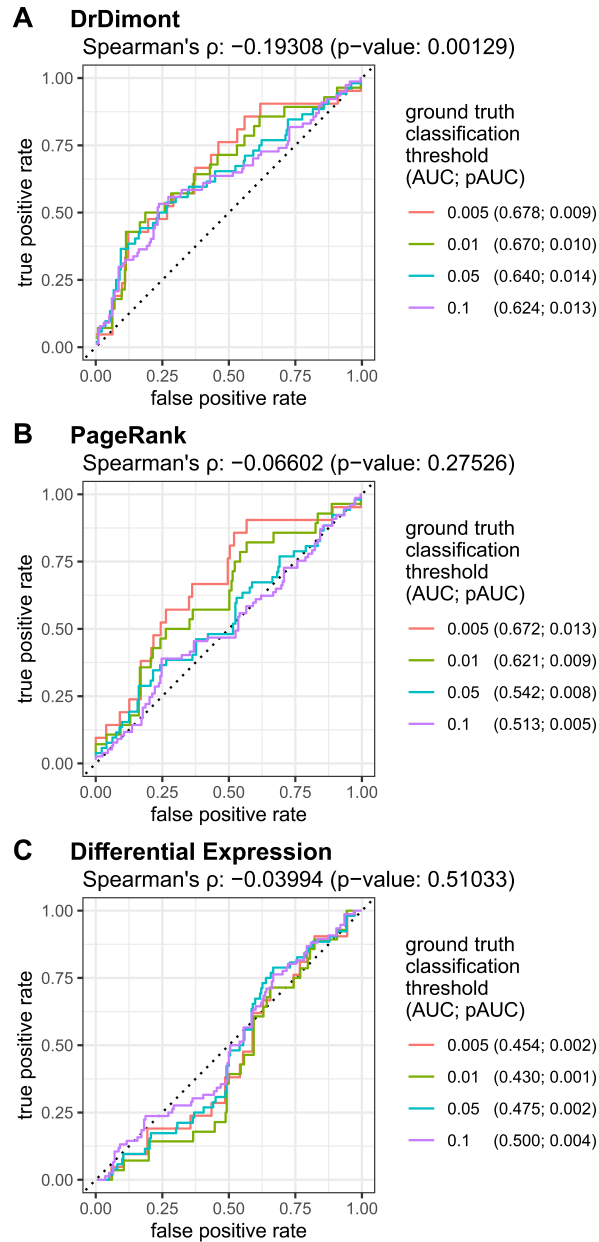 A DrDimont
Spearman's ρ: −0.19308 (p−value: 0.00129)
1.00
0.75
0.50
0.25
0.00
true positive rate
0.00 0.25 0.50 0.75 1.00
false positive rate
ground truth
classification
threshold
(AUC; pAUC)
0.005 (0.678; 0.009)
0.01 (0.670; 0.010)
0.05 (0.640; 0.014)
0.1 (0.624; 0.013)
B PageRank
Spearman's ρ: −0.06602 (p−value: 0.27526)
1.00
0.75
0.50
0.25
0.00
true positive rate
0.00 0.25 0.50 0.75 1.00
false positive rate
ground truth
classification
threshold
(AUC; pAUC)
0.005 (0.672; 0.013)
0.01 (0.621; 0.009)
0.05 (0.542; 0.008)
0.1 (0.513; 0.005)
C Differential Expression
Spearman's ρ: −0.03994 (p−value: 0.51033)
1.00
0.75
0.50
0.25
0.00
true positive rate
0.00 0.25 0.50 0.75 1.00
false positive rate
ground truth
classification
threshold
(AUC; pAUC)
0.005 (0.454; 0.002)
0.01 (0.430; 0.001)
0.05 (0.475; 0.002)
0.1 (0.500; 0.004)